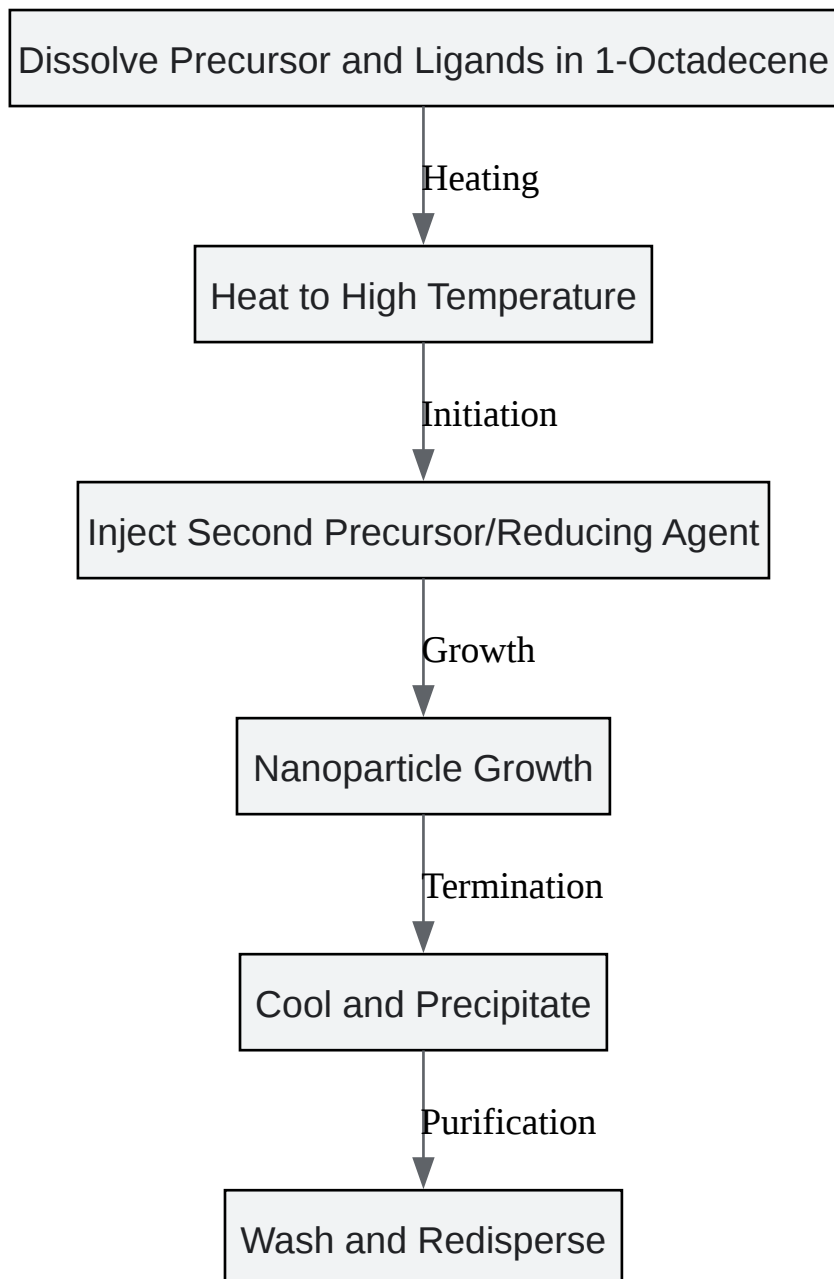 Dissolve Precursor and Ligands in 1-Octadecene
Heating
Heat to High Temperature
Initiation
Inject Second Precursor/Reducing Agent
Growth
Nanoparticle Growth
Termination
Cool and Precipitate
Purification
Wash and Redisperse